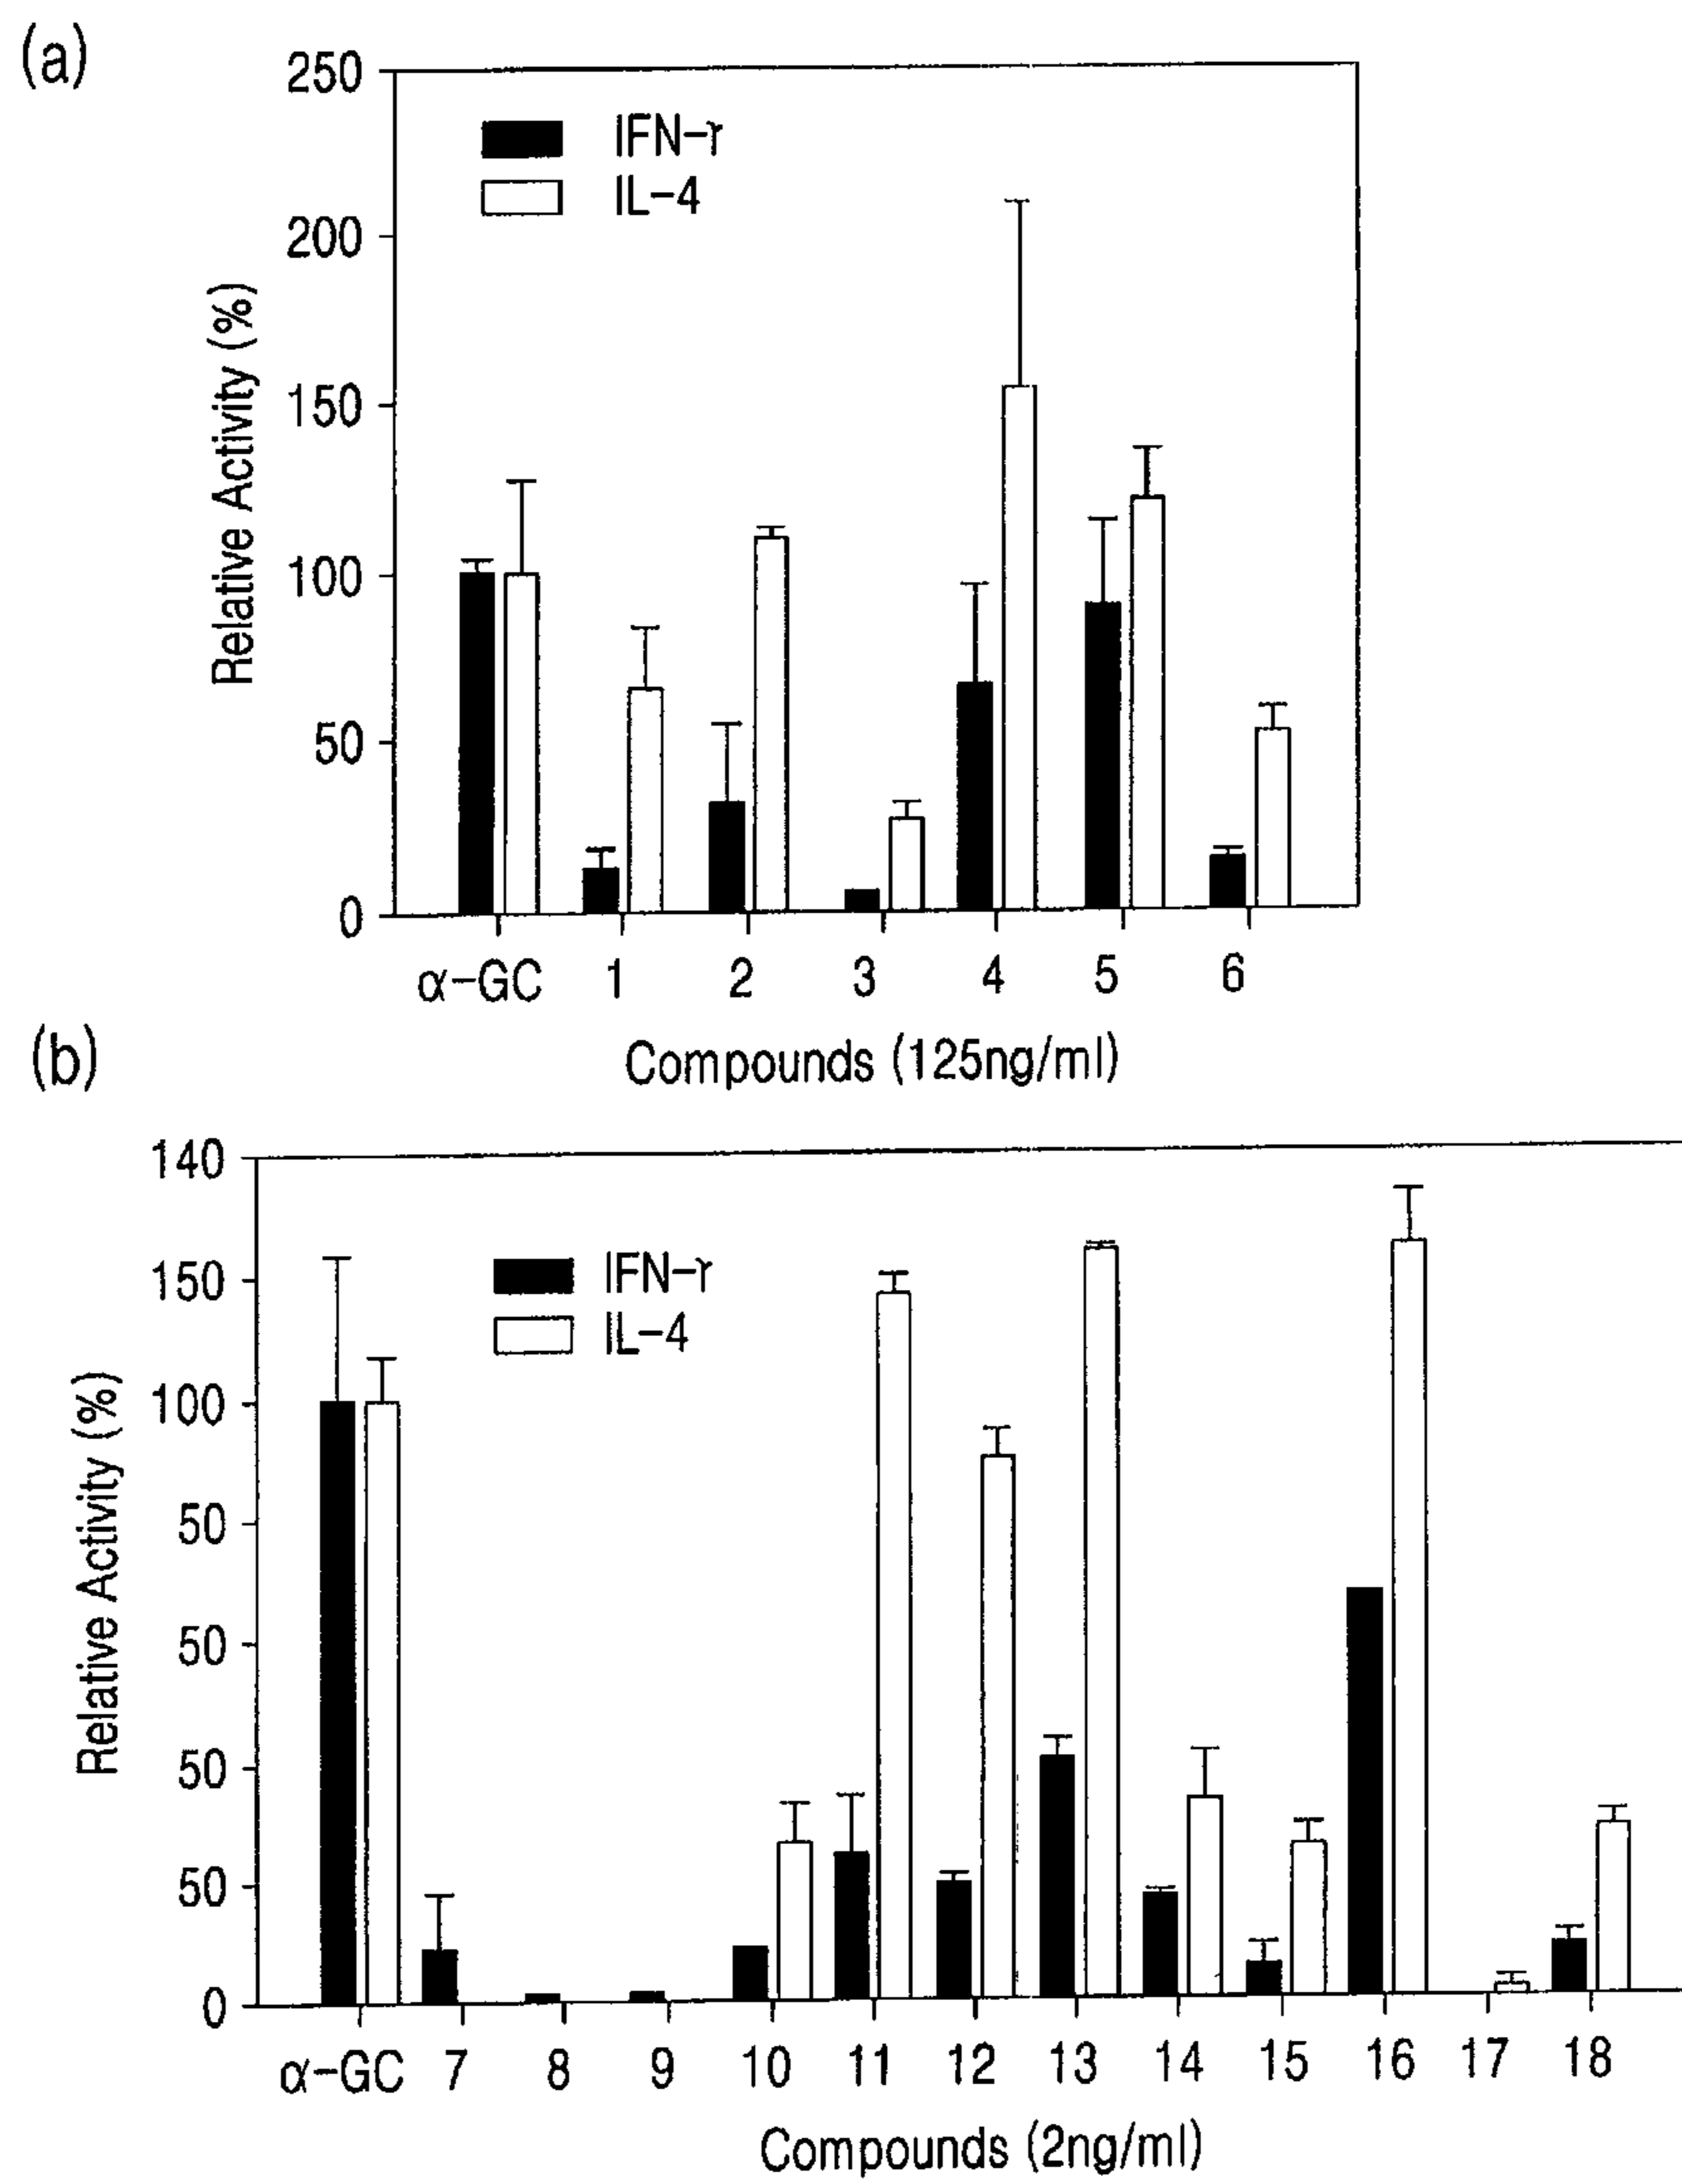 (a)
250
200
150
100
50
0
Relative Activity (%)
IFN-r
IL-4
α-GC 1 2 3 4 5 6
Compounds (125ng/ml)
(b)
140
150
100
50
50
50
50
0
Relative Activity (%)
IFN-r
IL-4
α-GC 7 8 9 10 11 12 13 14 15 16 17 18
Compounds (2ng/ml)